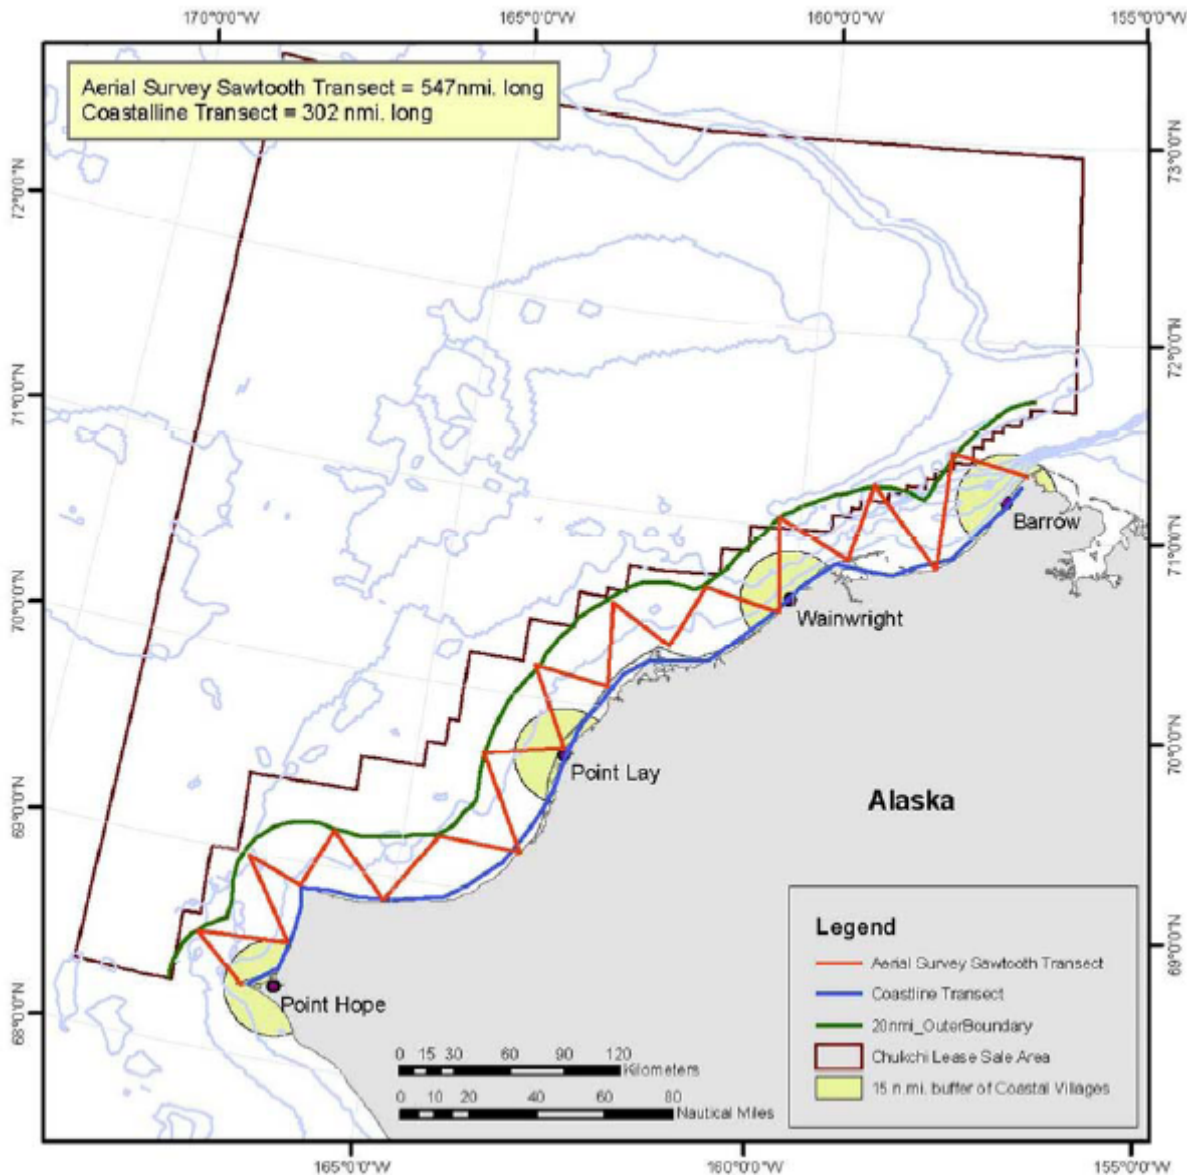 170°0'0"W 165°0'0"W 160°0'0"W 155°0'0"W
Aerial Survey Sawtooth Transect = 547nmi. long
Coastalline Transect = 302 nmi. long
73°0'0"N
72°0'0"N
72°0'0"N
71°0'0"N
Barrow
71°0'0"N
70°0'0"N
Wainwright
70°0'0"N
Point Lay
Alaska
69°0'0"N
Legend
69°0'0"N
Aerial Survey Sawtooth Transect
Point Hope
Coastline Transect
68°0'0"N
20nmi_OuterBoundary
Chukchi Lease Sale Area
15 n.mi. buffer of Coastal Villages
0 15 30 60 90 120
Kilometers
0 10 20 40 60 80
Nautical Miles
165°0'0"W 160°0'0"W 155°0'0"W